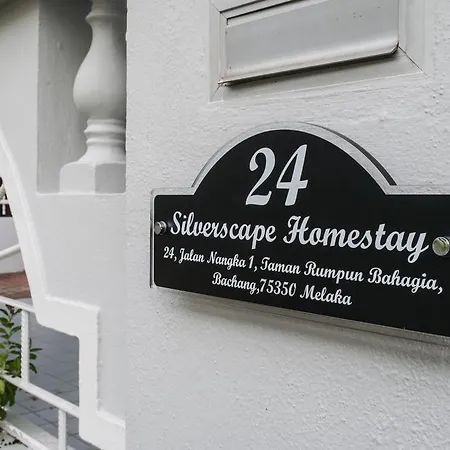 24
Silverscape Homestay
24, Jalan Nangka 1, Taman Rumpun Bahagia,
Bachang,75350 Melaka